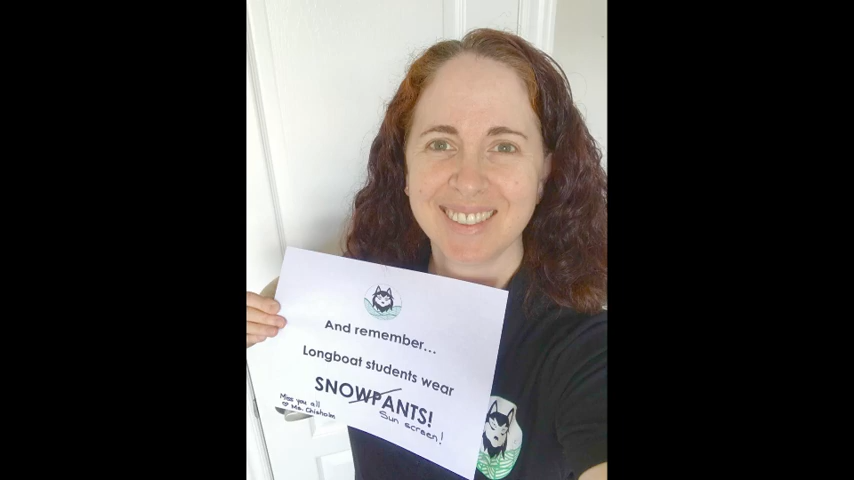 And remember...
Longboat students wear
SNOWPANTS!
Sun screen!
Miss you all
♡ Ms. Chisholm